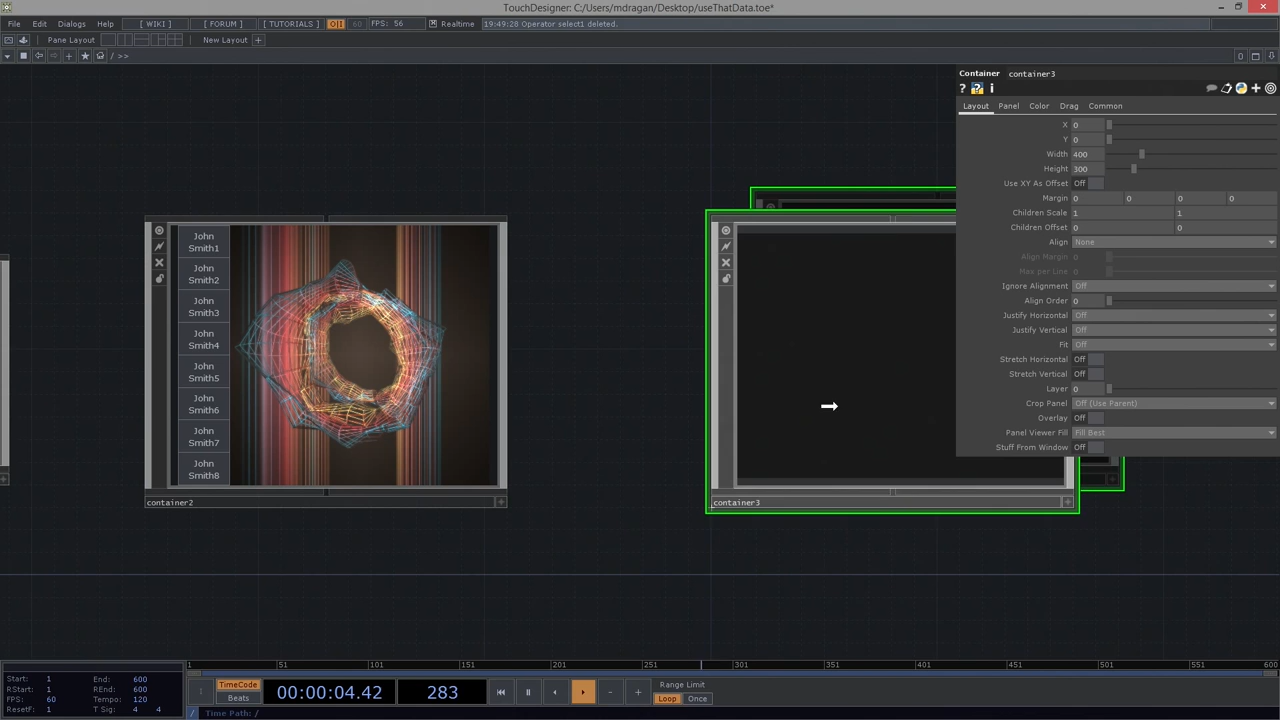 TouchDesigner: C:/Users/mdragan/Desktop/useThatData.toe*
File Edit Dialogs Help [ WIKI ] [ FORUM ] [ TUTORIALS ] O|I FPS: 56 Realtime 19:49:28 Operator select1 deleted.
Pane Layout New Layout +
/ >>
Container container3
? ? i
Layout Panel Color Drag Common
X 0
Y 0
Width 400
Height 300
Use XY As Offset Off
Margin 0 0 0 0
Children Scale 1 1
Children Offset 0 0
Align None
Align Margin 0
Max per Line 0
Ignore Alignment Off
Align Order 0
Justify Horizontal Off
Justify Vertical Off
Fit Off
Stretch Horizontal Off
Stretch Vertical Off
Layer 0
Crop Panel Off (Use Parent)
Overlay Off
Panel Viewer Fill Fill Best
Stuff From Window Off
John
Smith1
John
Smith2
John
Smith3
John
Smith4
John
Smith5
John
Smith6
John
Smith7
John
Smith8
container2
container3
1 51 101 151 201 251 301 351 401 451 501 551 600
Start: 1 End: 600
RStart: 1 REnd: 600
FPS: 60 Tempo: 120
ResetF: 1 T Sig: 4 4
TimeCode
Beats
00:00:04.42
283
Range Limit
Loop Once
/ Time Path: /